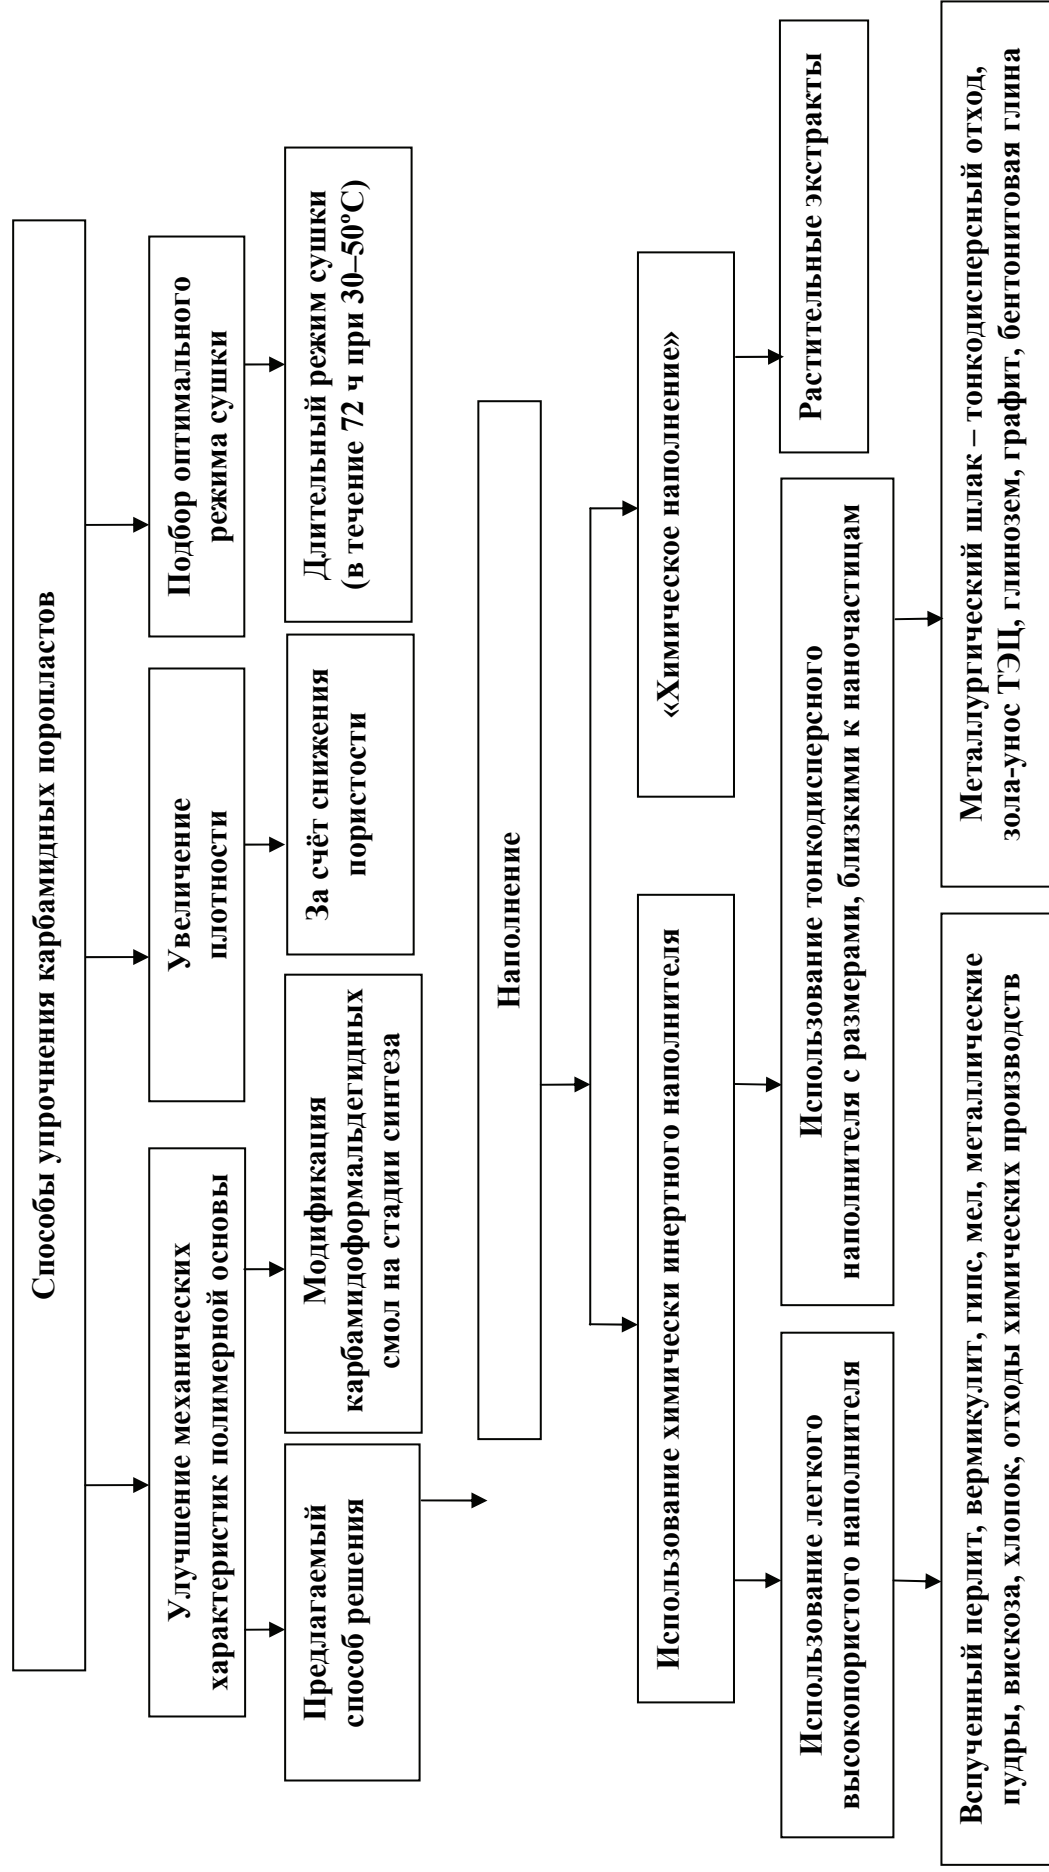 Способы упрочнения карбамидных поропластов
Улучшение механических
характеристик полимерной основы
Увеличение
плотности
Подбор оптимального
режима сушки
Предлагаемый
способ решения
Модификация
карбамидоформальдегидных
смол на стадии синтеза
За счёт снижения
пористости
Длительный режим сушки
(в течение 72 ч при 30–50ºС)
Наполнение
Использование химически инертного наполнителя
«Химическое наполнение»
Использование легкого
высокопористого наполнителя
Использование тонкодисперсного
наполнителя с размерами, близкими к наночастицам
Растительные экстракты
Вспученный перлит, вермикулит, гипс, мел, металлические
пудры, вискоза, хлопок, отходы химических производств
Металлургический шлак – тонкодисперсный отход,
зола-унос ТЭЦ, глинозем, графит, бентонитовая глина